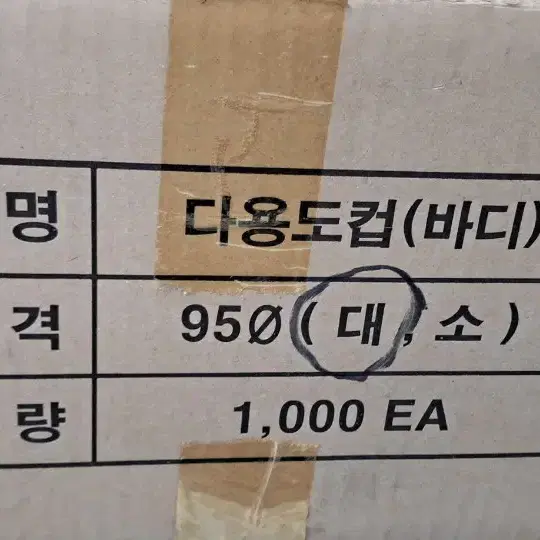 명 다용도컵(바디)
격 95Ø(대,소)
량 1,000 EA